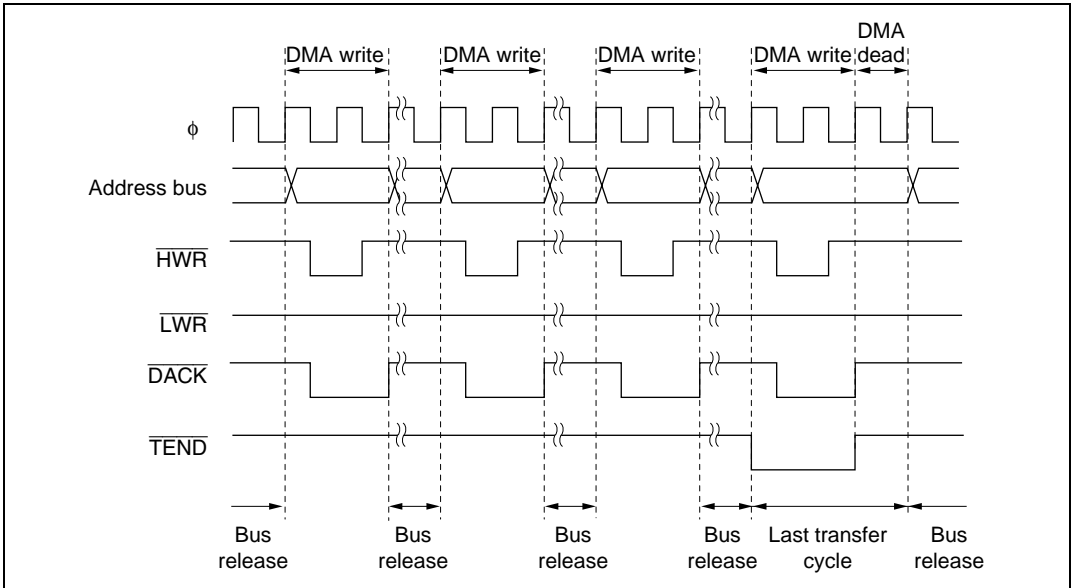 DMA
DMA write DMA write DMA write DMA write dead
φ
Address bus
HWR
LWR
DACK
TEND
Bus Bus Bus Bus Last transfer Bus
release release release release cycle release